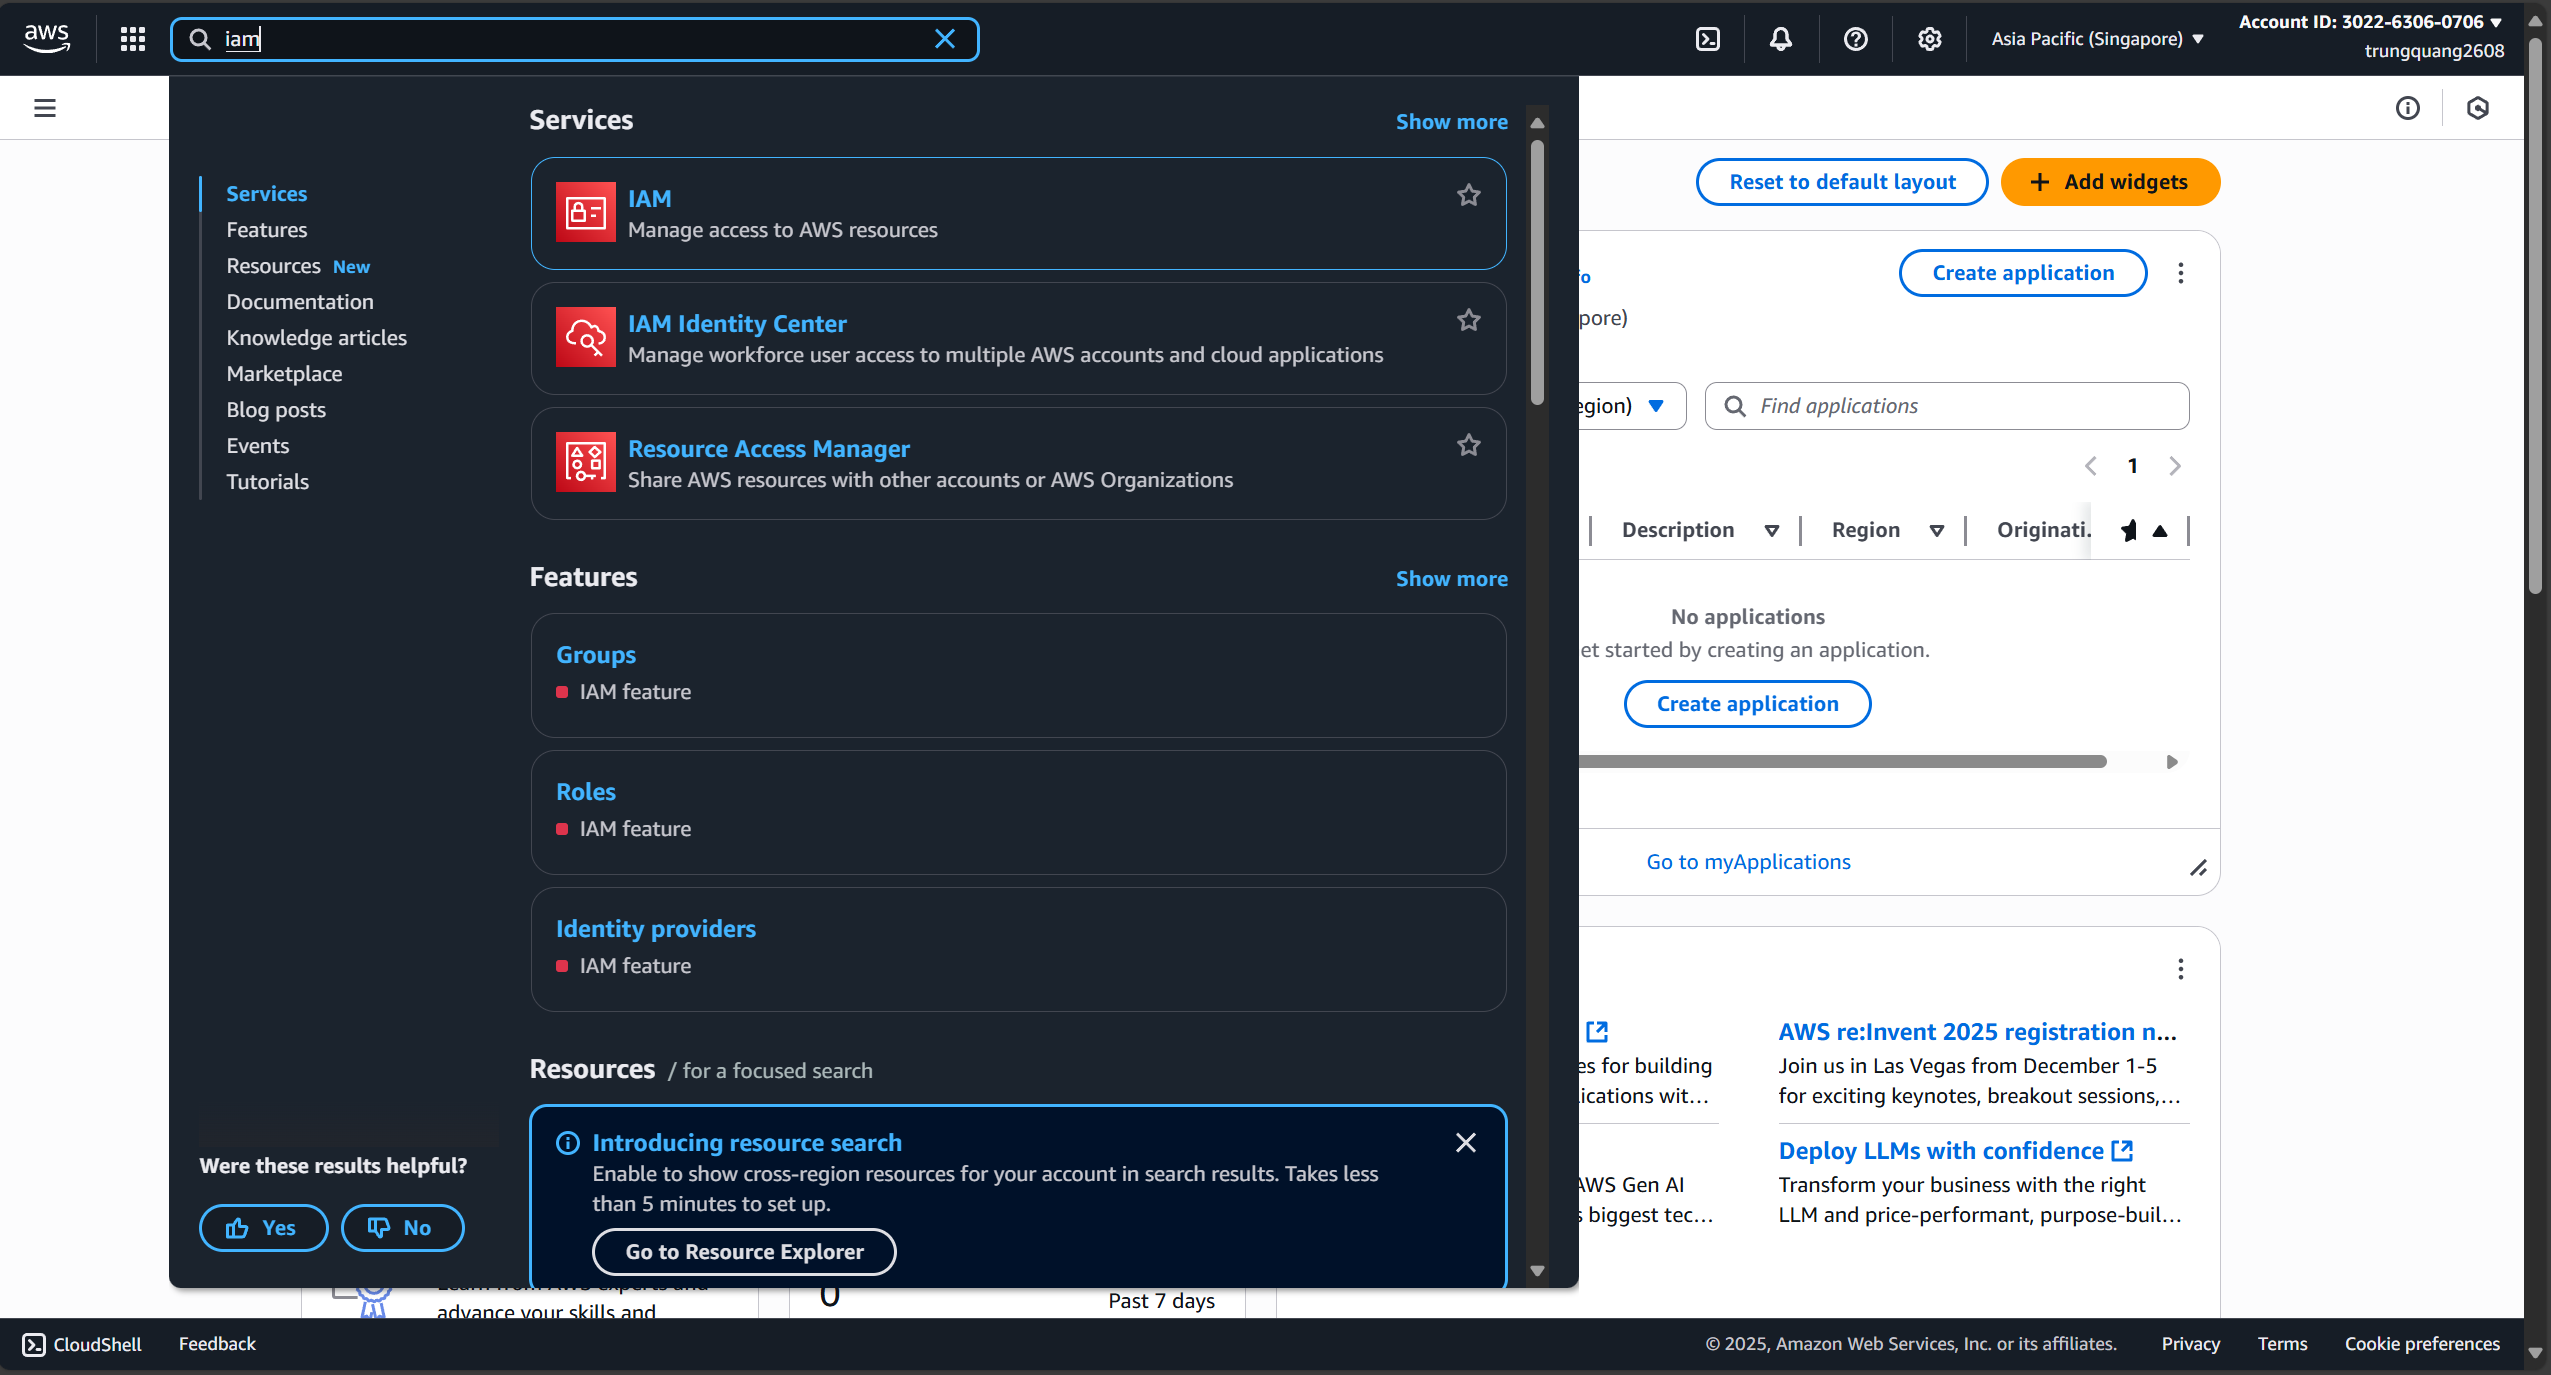 aws
iam
Asia Pacific (Singapore)
Account ID: 3022-6306-0706
trungquang2608
Services
Features
Resources New
Documentation
Knowledge articles
Marketplace
Blog posts
Events
Tutorials
Services
Show more
IAM
Manage access to AWS resources
IAM Identity Center
Manage workforce user access to multiple AWS accounts and cloud applications
Resource Access Manager
Share AWS resources with other accounts or AWS Organizations
Features
Show more
Groups
IAM feature
Roles
IAM feature
Identity providers
IAM feature
Resources / for a focused search
Introducing resource search
Enable to show cross-region resources for your account in search results. Takes less
than 5 minutes to set up.
Go to Resource Explorer
Were these results helpful?
Yes
No
Reset to default layout
+ Add widgets
fo
Create application
pore)
egion)
Find applications
1
Description
Region
Originati.
No applications
et started by creating an application.
Create application
Go to myApplications
es for building
ications wit...
AWS Gen AI
s biggest tec...
AWS re:Invent 2025 registration n...
Join us in Las Vegas from December 1-5
for exciting keynotes, breakout sessions,...
Deploy LLMs with confidence
Transform your business with the right
LLM and price-performant, purpose-buil...
Learn from AWS experts and
advance your skills and
0
Past 7 days
CloudShell
Feedback
© 2025, Amazon Web Services, Inc. or its affiliates.
Privacy
Terms
Cookie preferences